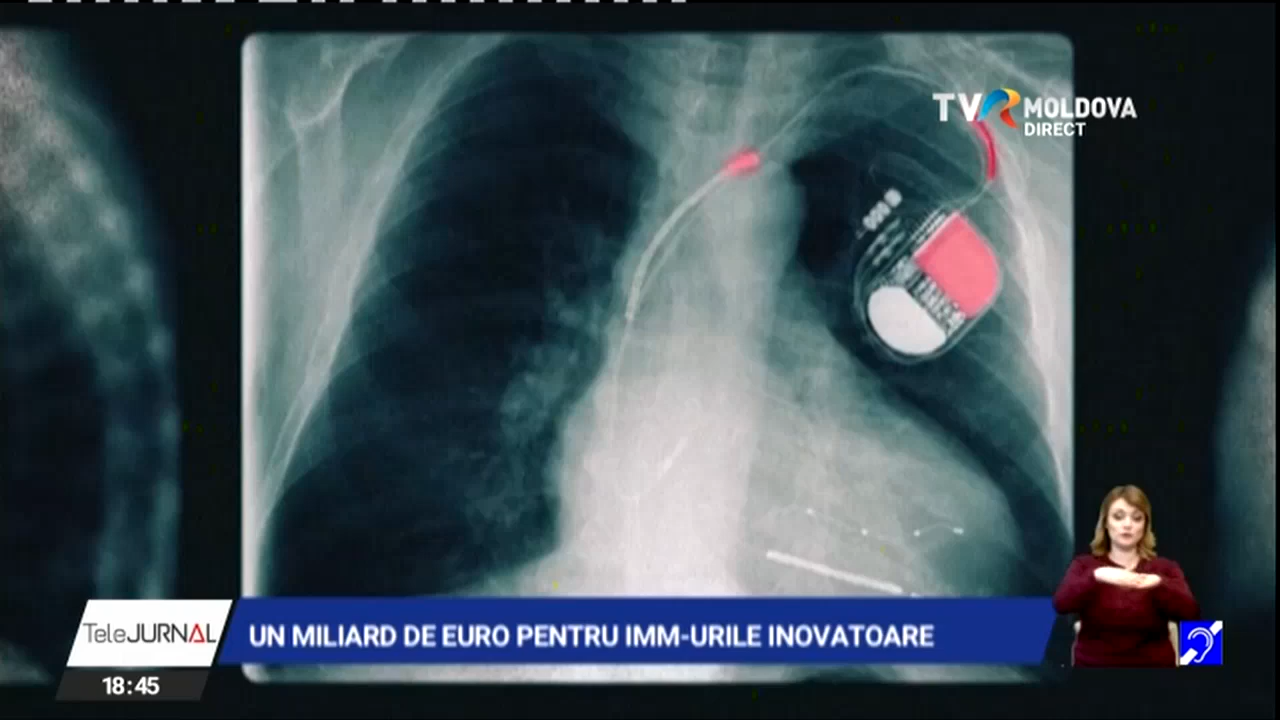 TVR MOLDOVA
DIRECT
TeleJURNAL
UN MILIARD DE EURO PENTRU IMM-URILE INOVATOARE
18:45